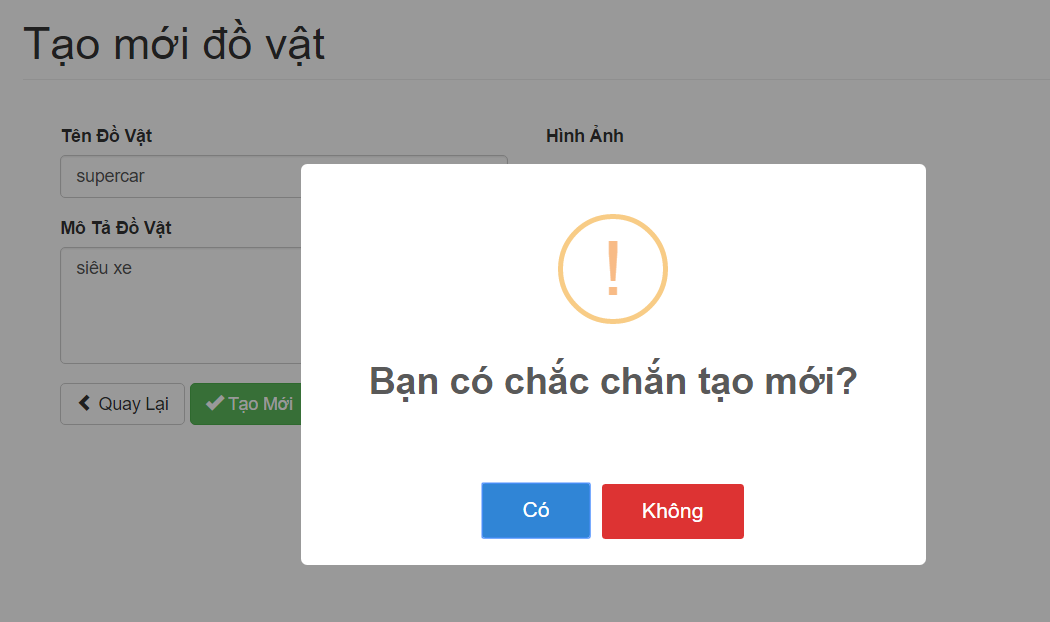 Tạo mới đồ vật
Tên Đồ Vật
supercar
Mô Tả Đồ Vật
siêu xe
Quay Lại
Tạo Mới
Hình Ảnh
!
Bạn có chắc chắn tạo mới?
Có
Không